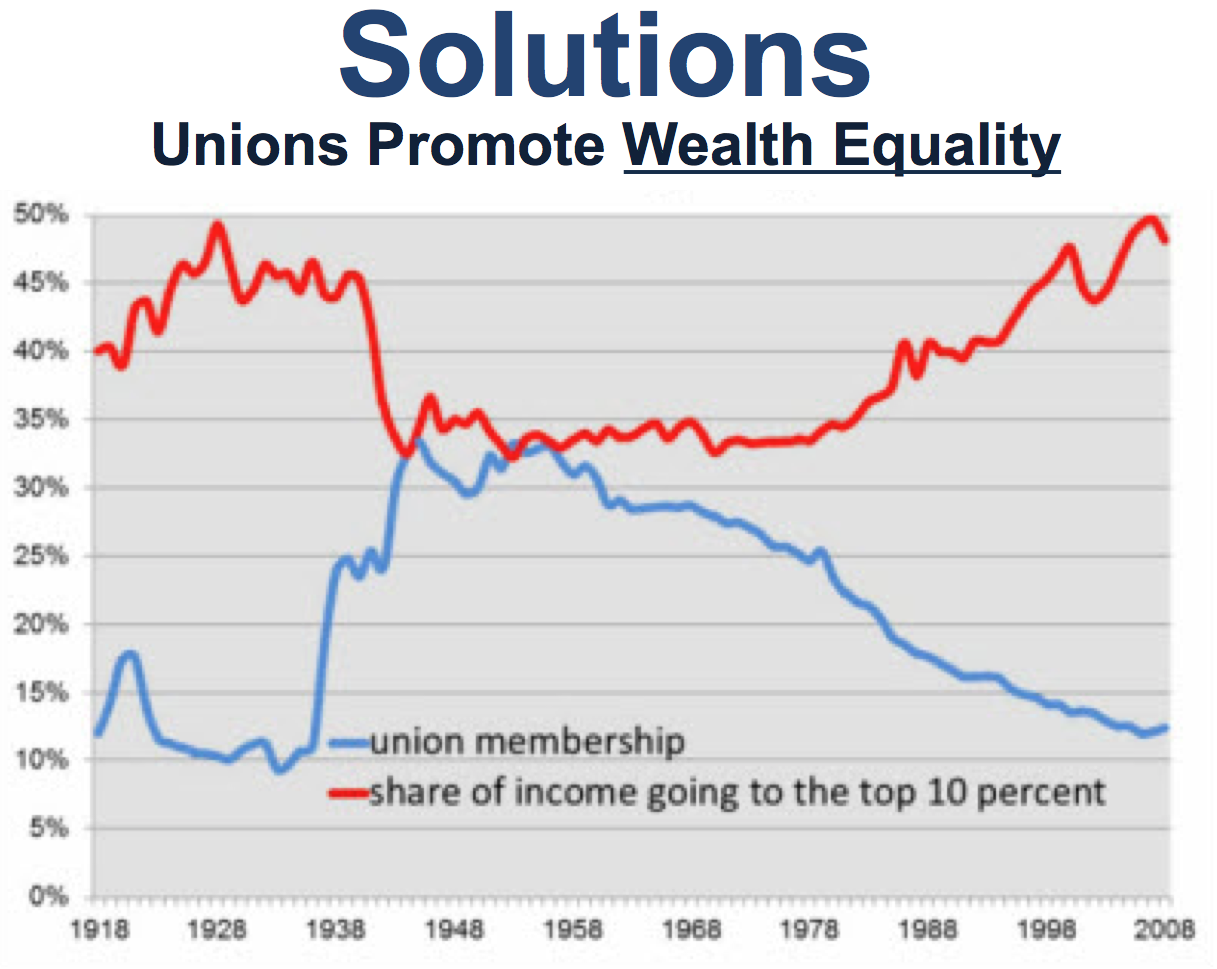 Solutions
Unions Promote Wealth Equality
50%
45%
40%
35%
30%
25%
20%
15%
10%
5%
0%
union membership
share of income going to the top 10 percent
1918 1928 1938 1948 1958 1968 1978 1988 1998 2008